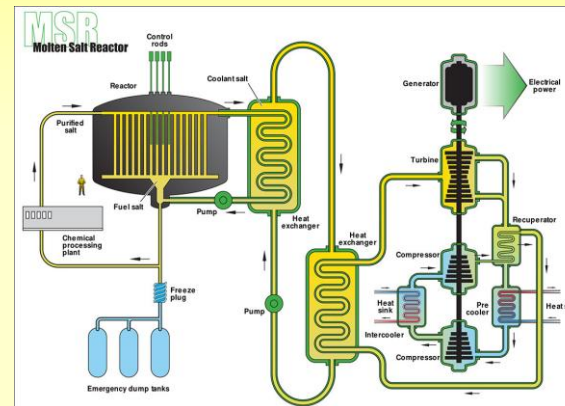 MSR
Molten Salt Reactor
Control
rods
Reactor
Coolant salt
Purified
salt
Fuel salt
Pump
Heat
exchanger
Chemical
processing
plant
Freeze
plug
Emergency dump tanks
Pump
Heat
exchanger
Generator
Electrical
power
Turbine
Recuperator
Compressor
Heat
sink
Pre
cooler
Heat s
Intercooler
Compressor